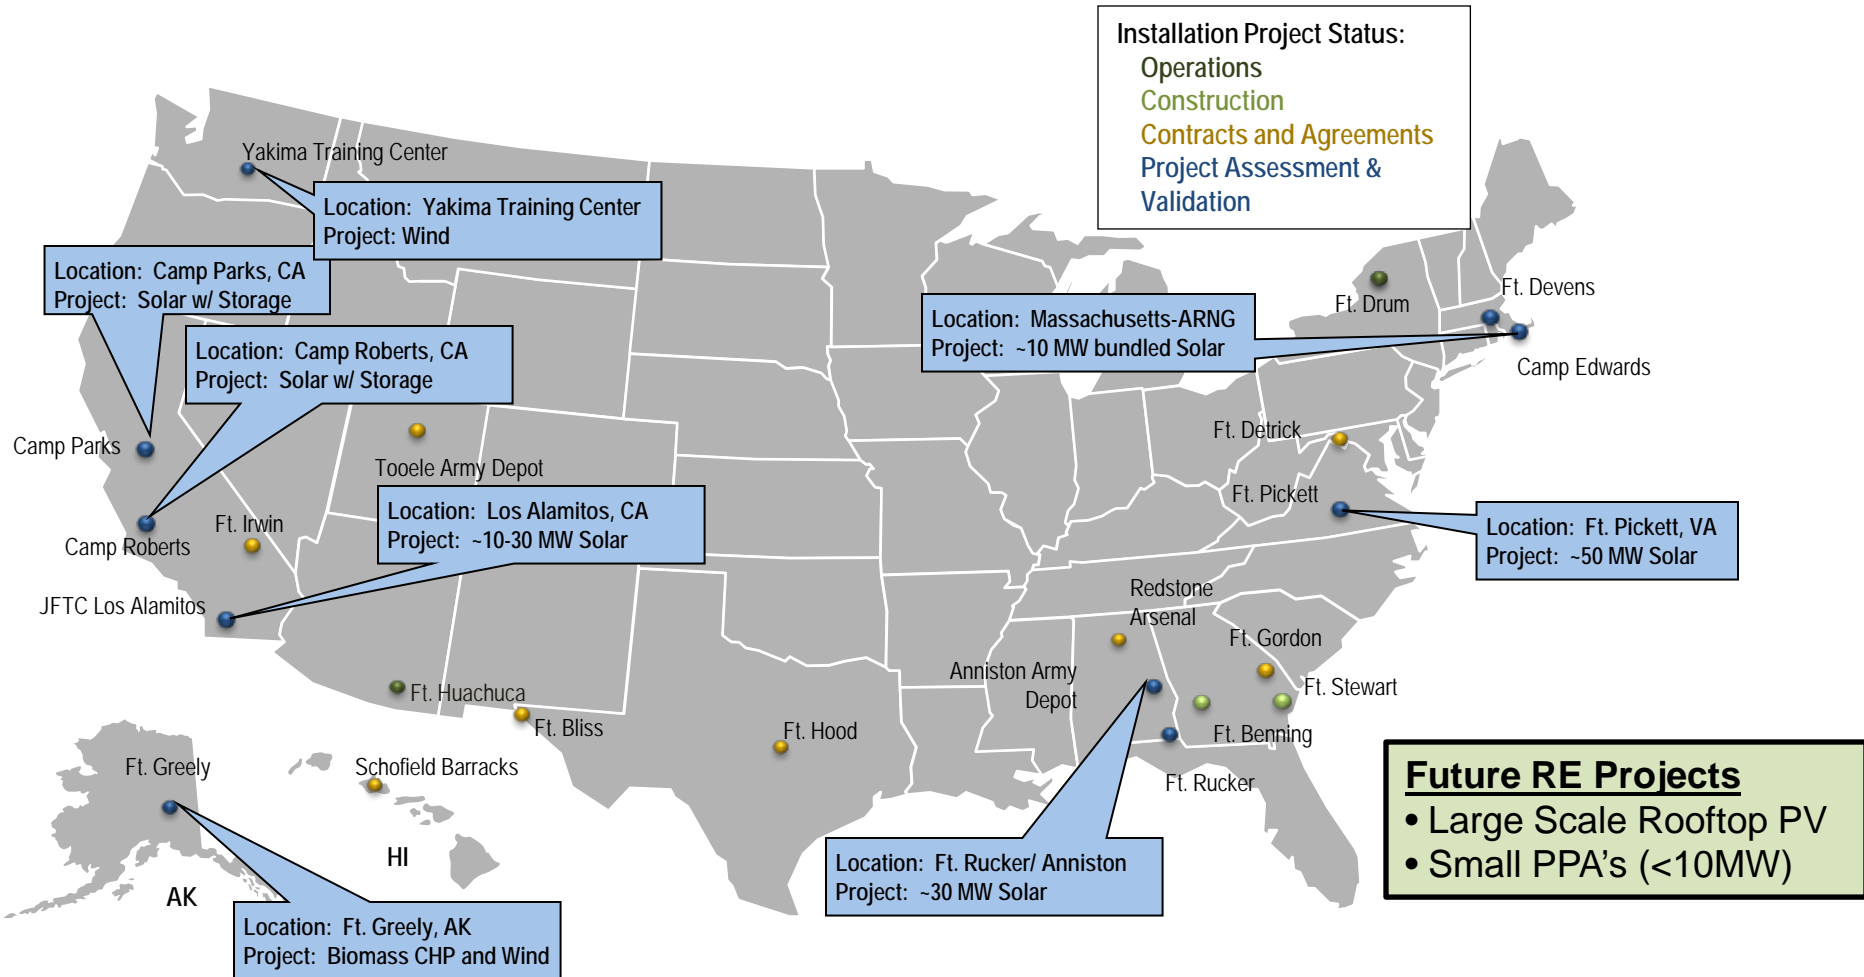 Installation Project Status:
Operations
Construction
Contracts and Agreements
Project Assessment &
Validation
Yakima Training Center
Location:  Yakima Training Center
Project: Wind
Location:  Camp Parks, CA
Project:  Solar w/ Storage
Location:  Camp Roberts, CA
Project:  Solar w/ Storage
Location:  Massachusetts-ARNG
Project:  ~10 MW bundled Solar
Ft. Drum
Ft. Devens
Camp Edwards
Camp Parks
Tooele Army Depot
Ft. Detrick
Ft. Pickett
Location:  Los Alamitos, CA
Project:  ~10-30 MW Solar
Location:  Ft. Pickett, VA
Project:  ~50 MW Solar
Ft. Irwin
Camp Roberts
JFTC Los Alamitos
Redstone
Arsenal
Ft. Gordon
Anniston Army
Depot
Ft. Stewart
Ft. Huachuca
Ft. Bliss
Ft. Hood
Ft. Benning
Ft. Rucker
Ft. Greely
Schofield Barracks
HI
AK
Location:  Ft. Rucker/ Anniston
Project:  ~30 MW Solar
Location:  Ft. Greely, AK
Project:  Biomass CHP and Wind
Future RE Projects
• Large Scale Rooftop PV
• Small PPA's (<10MW)